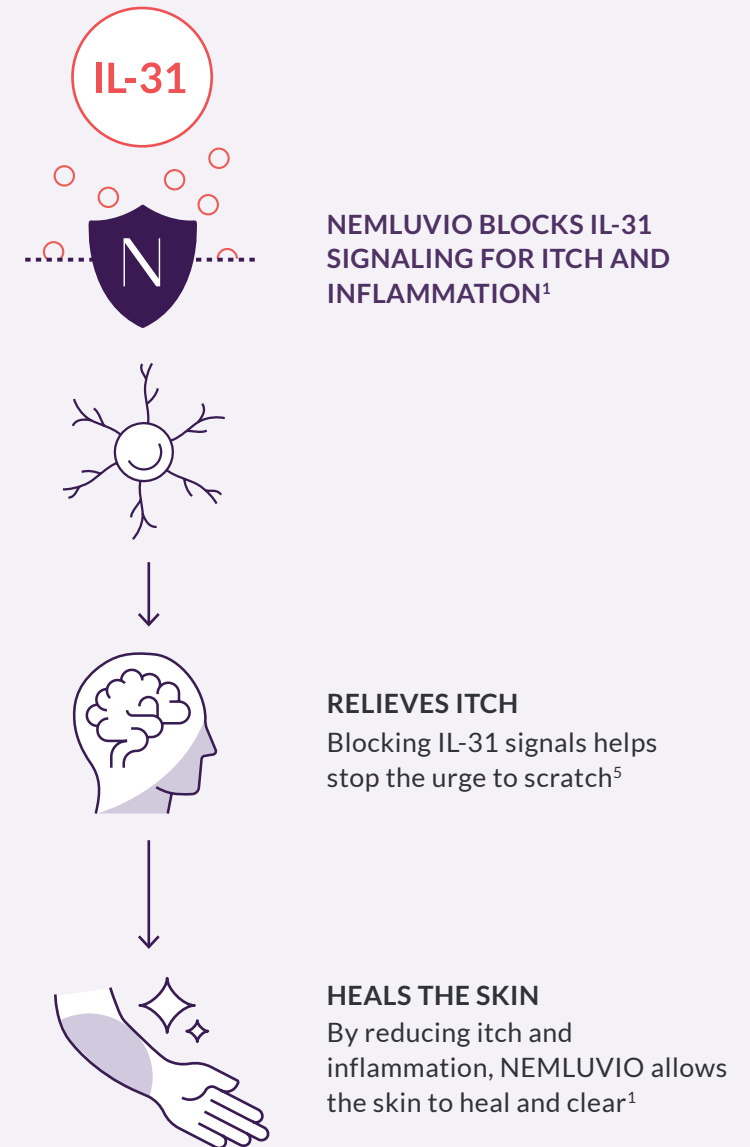 IL-31
N
NEMLUVIO BLOCKS IL-31
SIGNALING FOR ITCH AND
INFLAMMATION¹
RELIEVES ITCH
Blocking IL-31 signals helps
stop the urge to scratch⁵
HEALS THE SKIN
By reducing itch and
inflammation, NEMLUVIO allows
the skin to heal and clear¹